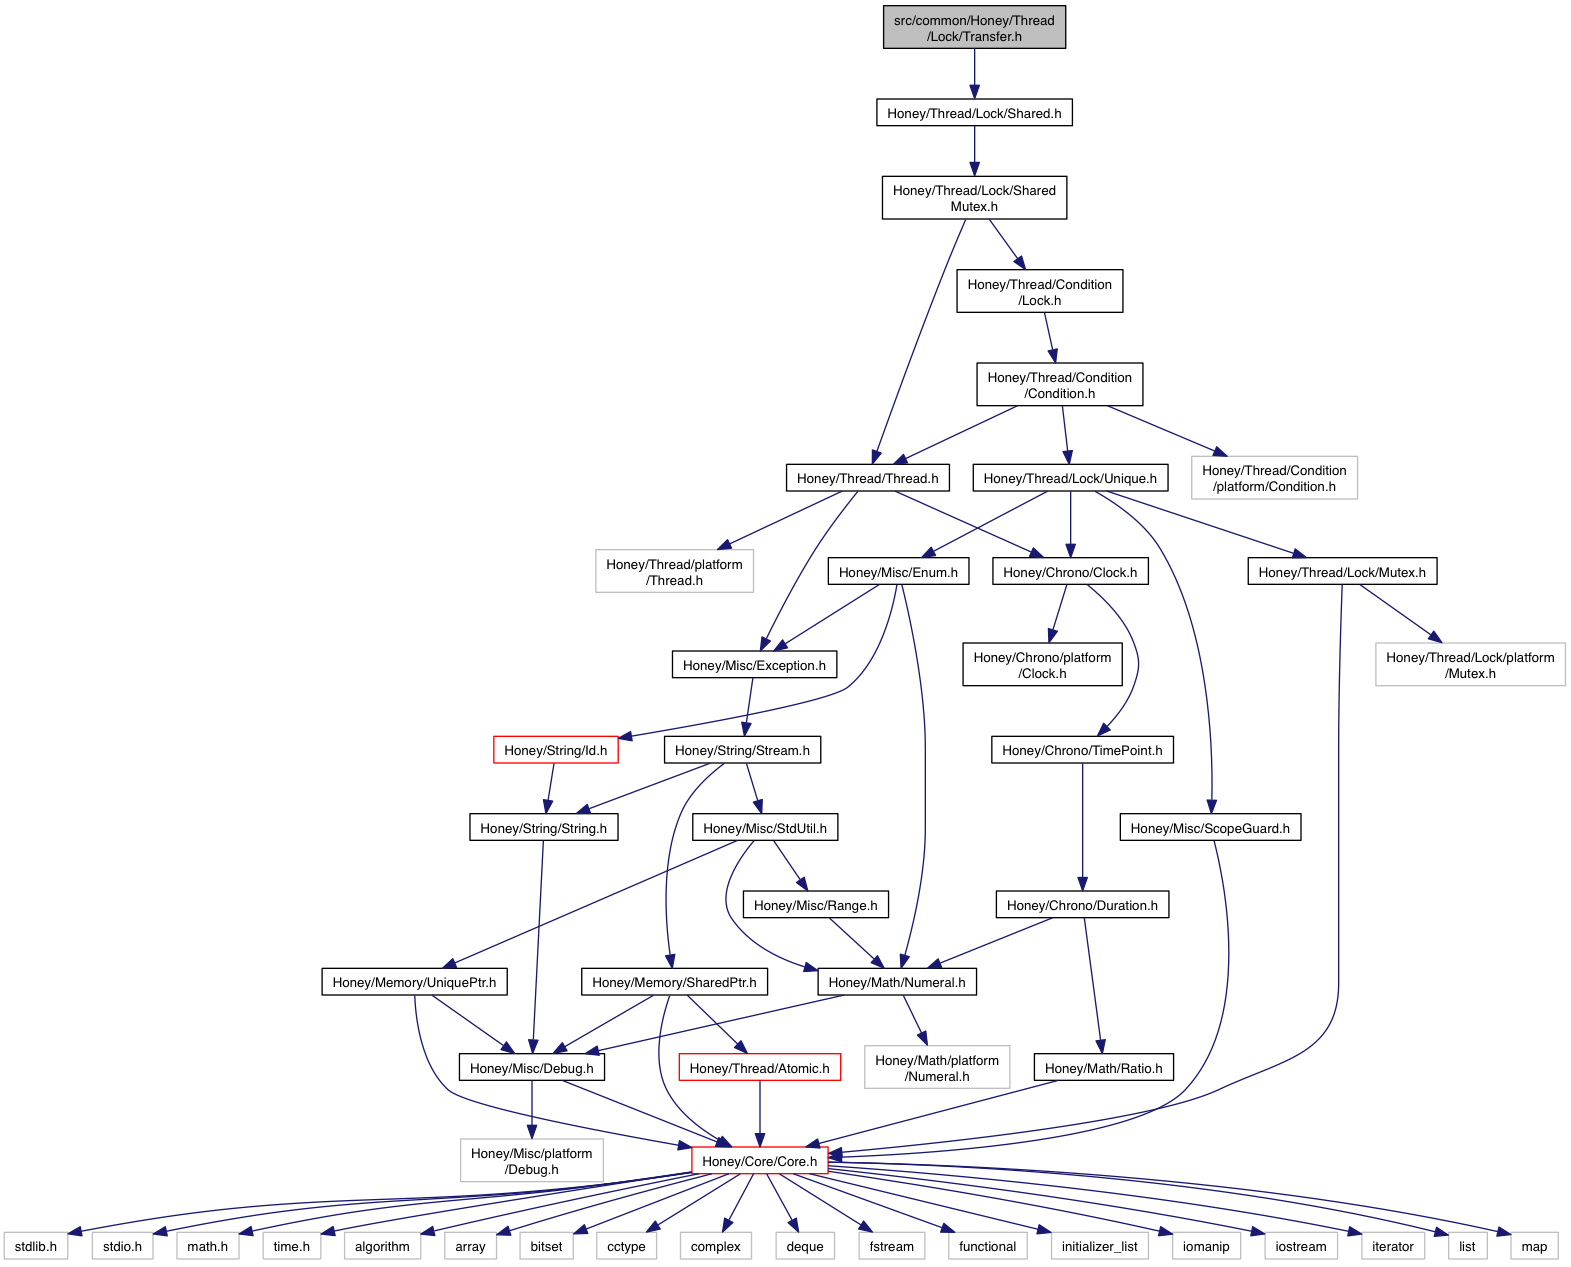 src/common/Honey/Thread
/Lock/Transfer.h
Honey/Thread/Lock/Shared.h
Honey/Thread/Lock/Shared
Mutex.h
Honey/Thread/Condition
/Lock.h
Honey/Thread/Condition
/Condition.h
Honey/Thread/Thread.h
Honey/Thread/Lock/Unique.h
Honey/Thread/Condition
/platform/Condition.h
Honey/Thread/platform
/Thread.h
Honey/Misc/Enum.h
Honey/Chrono/Clock.h
Honey/Thread/Lock/Mutex.h
Honey/Misc/Exception.h
Honey/Chrono/platform
/Clock.h
Honey/Thread/Lock/platform
/Mutex.h
Honey/String/Id.h
Honey/String/Stream.h
Honey/Chrono/TimePoint.h
Honey/String/String.h
Honey/Misc/StdUtil.h
Honey/Misc/ScopeGuard.h
Honey/Misc/Range.h
Honey/Chrono/Duration.h
Honey/Memory/UniquePtr.h
Honey/Memory/SharedPtr.h
Honey/Math/Numeral.h
Honey/Misc/Debug.h
Honey/Thread/Atomic.h
Honey/Math/platform
/Numeral.h
Honey/Math/Ratio.h
Honey/Misc/platform
/Debug.h
Honey/Core/Core.h
stdlib.h
stdio.h
math.h
time.h
algorithm
array
bitset
cctype
complex
deque
fstream
functional
initializer_list
iomanip
iostream
iterator
list
map